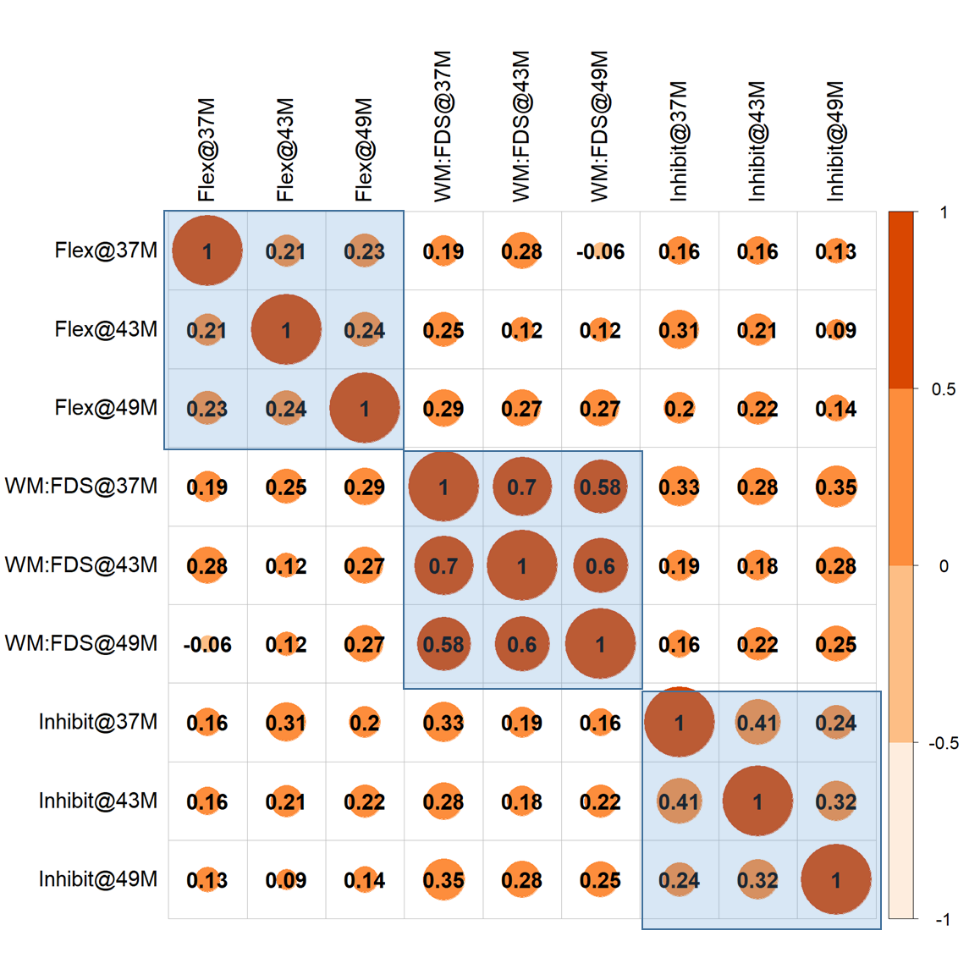 Flex@37M Flex@43M Flex@49M WM:FDS@37M WM:FDS@43M WM:FDS@49M Inhibit@37M Inhibit@43M Inhibit@49M
Flex@37M 1 0.21 0.23 0.19 0.28 -0.06 0.16 0.16 0.13
Flex@43M 0.21 1 0.24 0.25 0.12 0.12 0.31 0.21 0.09
Flex@49M 0.23 0.24 1 0.29 0.27 0.27 0.2 0.22 0.14
WM:FDS@37M 0.19 0.25 0.29 1 0.7 0.58 0.33 0.28 0.35
WM:FDS@43M 0.28 0.12 0.27 0.7 1 0.6 0.19 0.18 0.28
WM:FDS@49M -0.06 0.12 0.27 0.58 0.6 1 0.16 0.22 0.25
Inhibit@37M 0.16 0.31 0.2 0.33 0.19 0.16 1 0.41 0.24
Inhibit@43M 0.16 0.21 0.22 0.28 0.18 0.22 0.41 1 0.32
Inhibit@49M 0.13 0.09 0.14 0.35 0.28 0.25 0.24 0.32 1
1
0.5
0
-0.5
-1